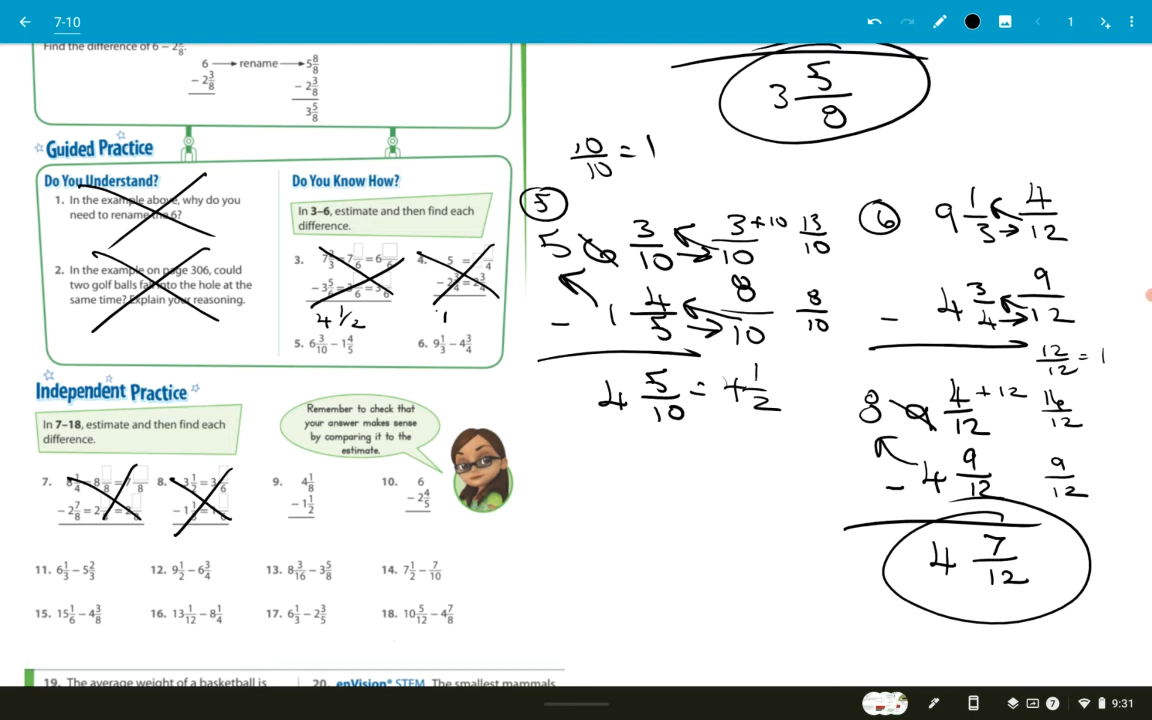 7-10
1
Find the difference of 6 − 2 3/8.
6 → rename → 5 8/8
− 2 3/8
− 2 3/8
3 5/8
Guided Practice
Do You Understand?
1. In the example above, why do you
need to rename the 6?
2. In the example on page 306, could
two golf balls fall into the hole at the
same time? Explain your reasoning.
Do You Know How?
In 3–6, estimate and then find each
difference.
3.
4 1/2
4.
5. 6 3/10 − 1 4/5
6. 9 1/3 − 4 3/4
Independent Practice
In 7–18, estimate and then find each
difference.
Remember to check that
your answer makes sense
by comparing it to the
estimate.
7.
− 2 7/8 = 2
8. 3 1/2 = 3
9. 4 1/8
− 1 1/2
10. 6
− 2 4/5
11. 6 1/3 − 5 2/3
12. 9 1/2 − 6 3/4
13. 8 3/16 − 3 5/8
14. 7 1/2 − 7/10
15. 15 1/6 − 4 3/8
16. 13 1/12 − 8 1/4
17. 6 1/3 − 2 3/5
18. 10 5/12 − 4 7/8
19. The average weight of a basketball is
20. enVision® STEM The smallest mammals
3 5/8
10/10 = 1
5
5 6 3/10 3/10 + 10 13/10
− 1 4/5 8/10 8/10
4 5/10 = 4 1/2
6
9 1/3 4/12
− 4 3/4 9/12
12/12 = 1
8 9 4/12 + 12 16/12
− 4 9/12 9/12
4 7/12
7
9:31